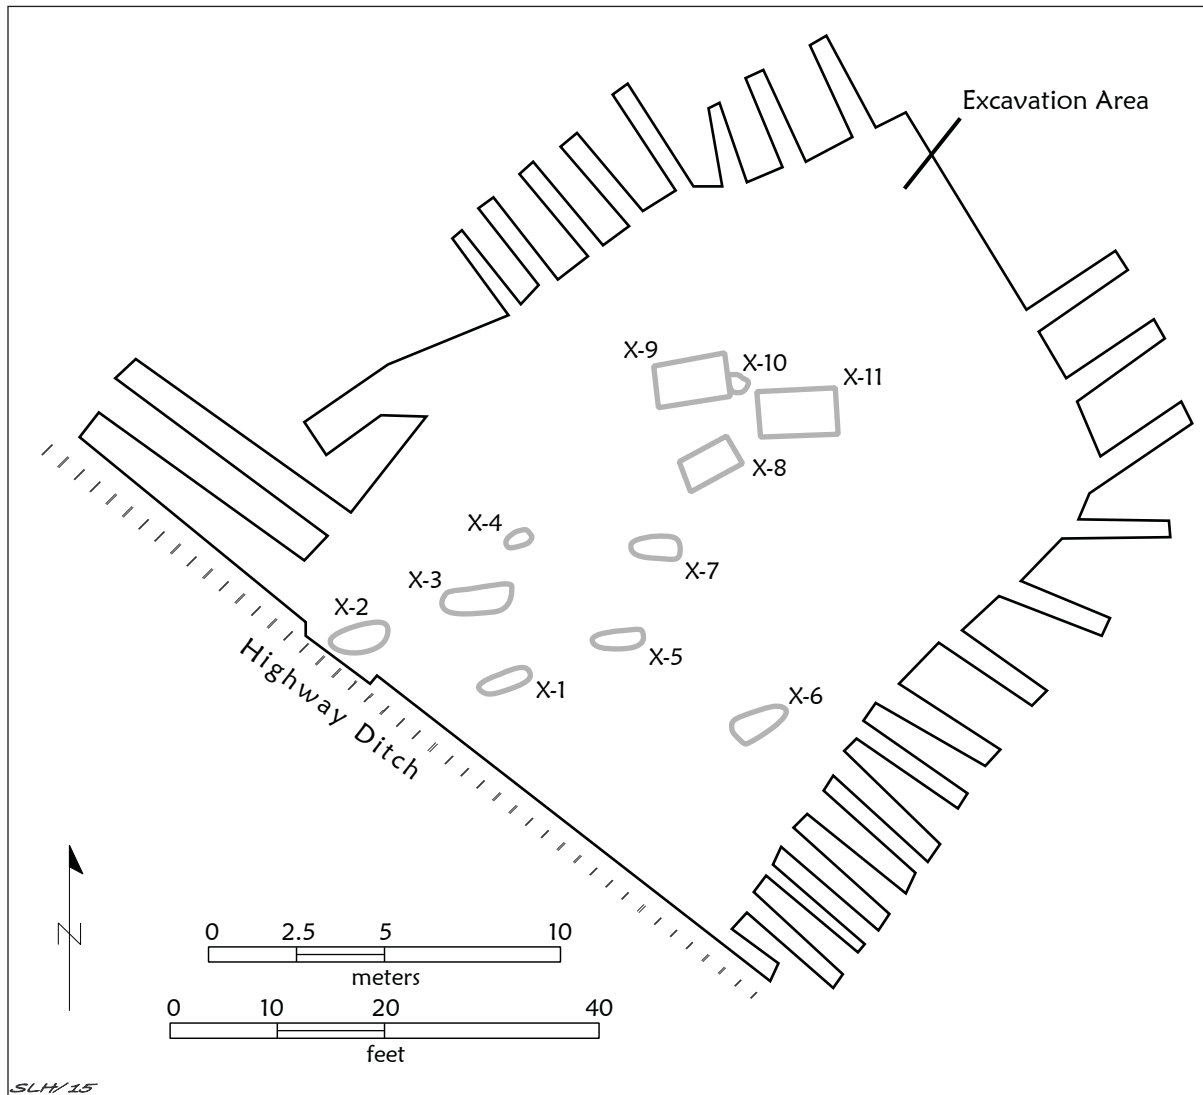 Excavation Area
X-9
X-10
X-11
X-8
X-4
X-7
X-3
X-2
X-5
X-1
X-6
Highway Ditch
N
0 2.5 5 10
meters
0 10 20 40
feet
SLH/15